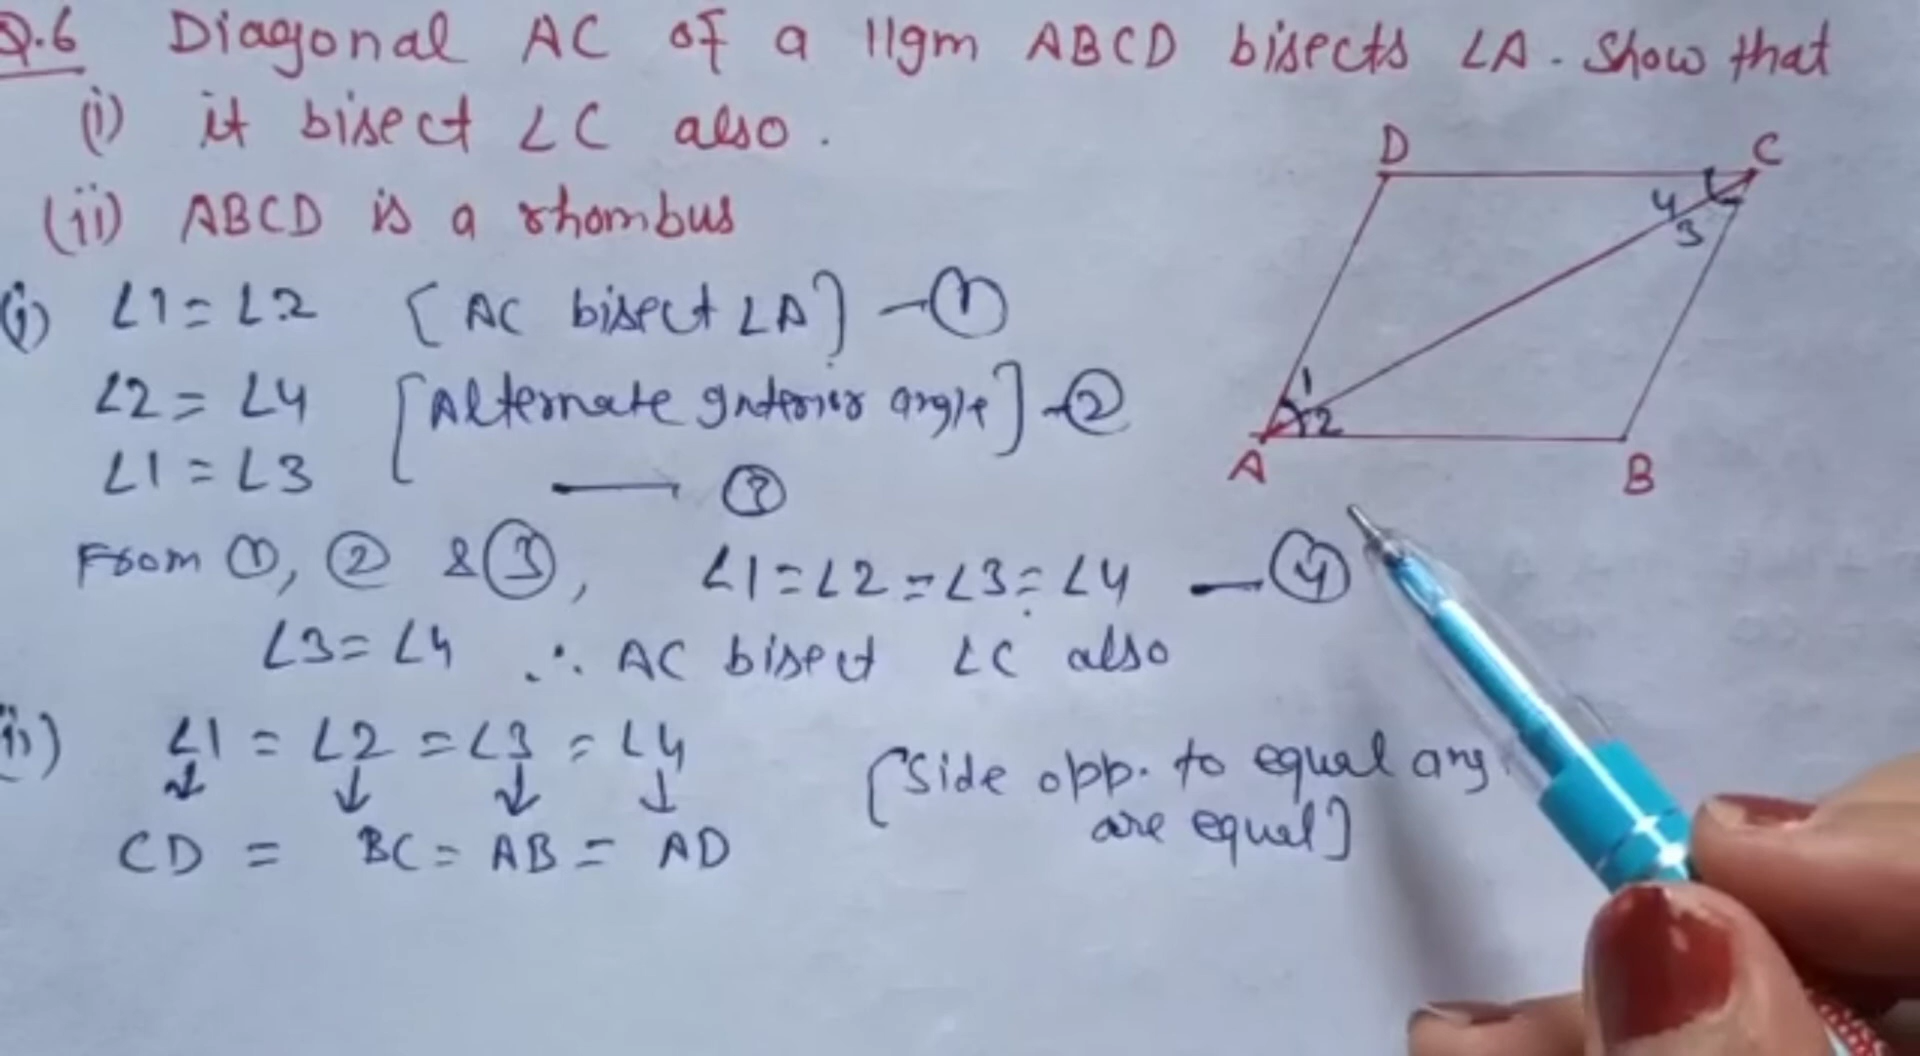 Q.6 Diagonal AC of a ||gm ABCD bisects ∠A. Show that
(i) it bisect ∠C also.
(ii) ABCD is a rhombus
(i) ∠1 = ∠2 [AC bisect ∠A] — ①
∠2 = ∠4 [Alternate Interior angle] — ②
∠1 = ∠3 — ③
From ①, ② & ③, ∠1 = ∠2 = ∠3 = ∠4 — ④
∠3 = ∠4 ∴ AC bisect ∠C also
(ii) ∠1 = ∠2 = ∠3 = ∠4 [Side opp. to equal ang
↓ ↓ ↓ ↓ are equal]
CD = BC = AB = AD
D C
4
3
1
2
A B